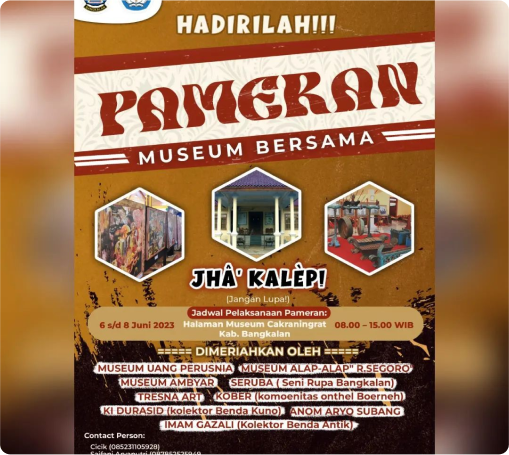 HADIRILAH!!!
PAMERAN
MUSEUM BERSAMA
JHÂ' KALÈP!
(Jangan Lupa!)
Jadwal Pelaksanaan Pameran:
6 s/d 8 Juni 2023 Halaman Museum Cakraningrat 08.00 – 15.00 WIB
Kab. Bangkalan
===== DIMERIAHKAN OLEH =====
MUSEUM UANG PERUSNIA MUSEUM ALAP-ALAP" R.SEGORO
MUSEUM AMBYAR SERUBA ( Seni Rupa Bangkalan)
TRESNA ART KOBER (komoenitas onthel Boerneh)
KI DURASID (kolektor Benda Kuno) ANOM ARYO SUBANG
IMAM GAZALI (Kolektor Benda Antik)
Contact Person:
Cicik (085231105928)